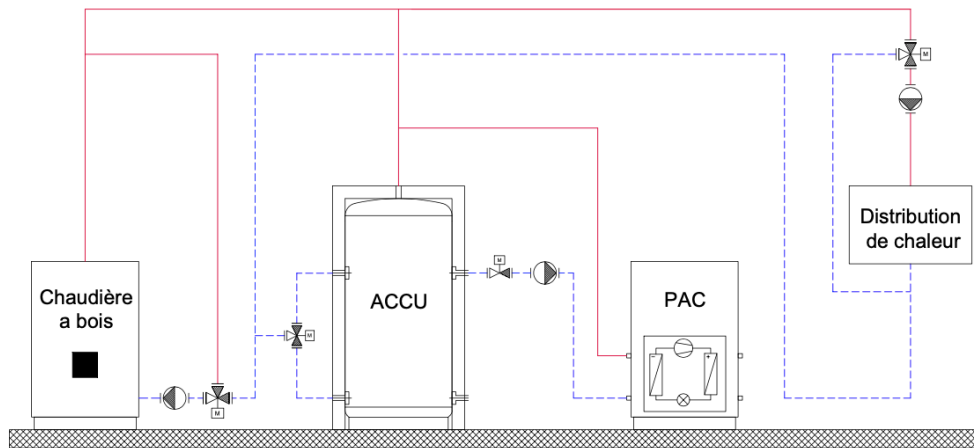 Chaudière
a bois
ACCU
PAC
Distribution
de chaleur
M
M
M
M